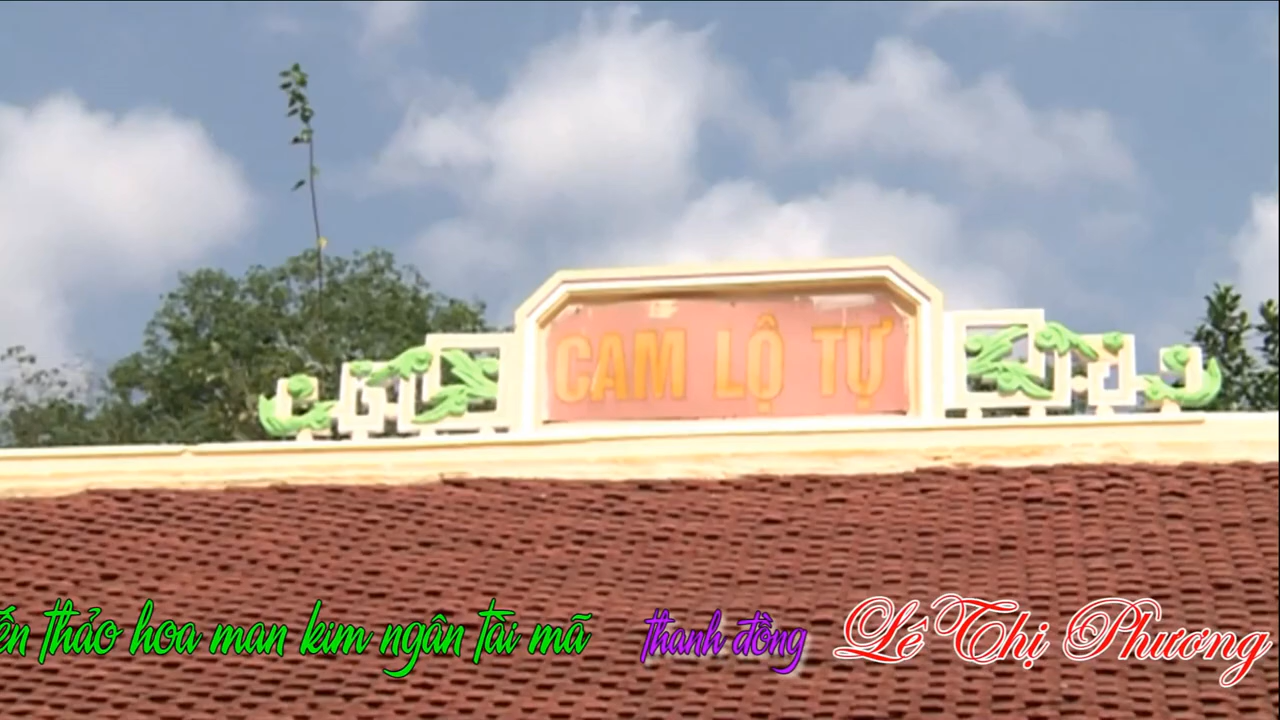 CAM LỘ TỰ
thảo hoa man kim ngân tài mã thanh đồng Lê Thị Phương